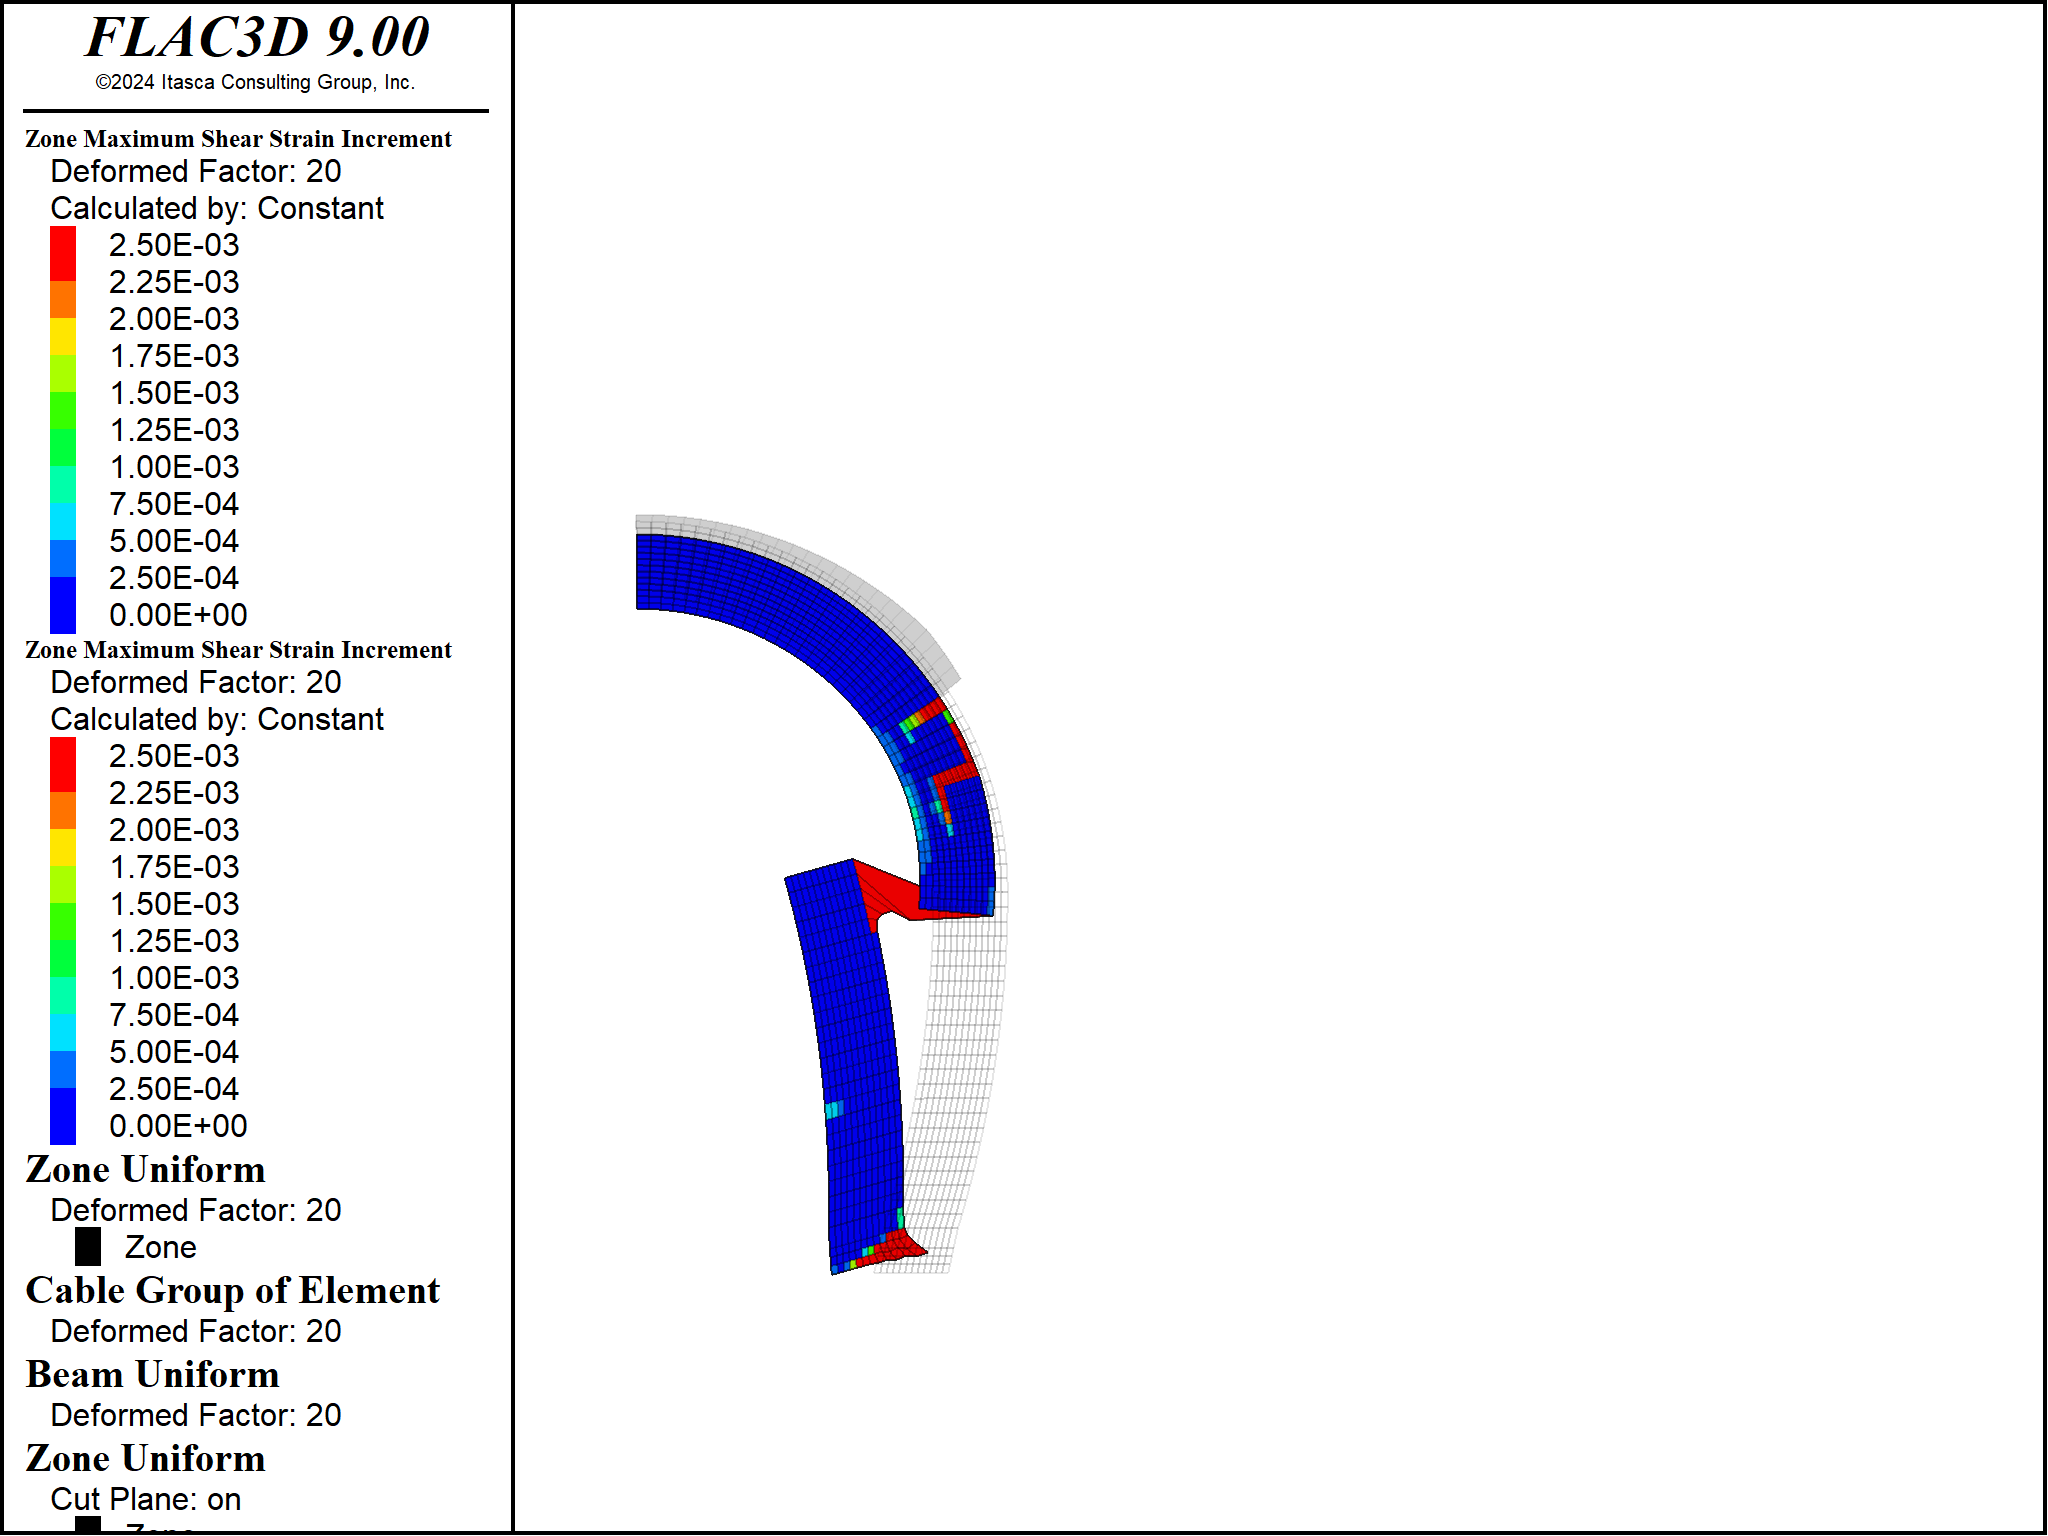 FLAC3D 9.00
©2024 Itasca Consulting Group, Inc.
Zone Maximum Shear Strain Increment
Deformed Factor: 20
Calculated by: Constant
2.50E-03
2.25E-03
2.00E-03
1.75E-03
1.50E-03
1.25E-03
1.00E-03
7.50E-04
5.00E-04
2.50E-04
0.00E+00
Zone Maximum Shear Strain Increment
Deformed Factor: 20
Calculated by: Constant
2.50E-03
2.25E-03
2.00E-03
1.75E-03
1.50E-03
1.25E-03
1.00E-03
7.50E-04
5.00E-04
2.50E-04
0.00E+00
Zone Uniform
Deformed Factor: 20
Zone
Cable Group of Element
Deformed Factor: 20
Beam Uniform
Deformed Factor: 20
Zone Uniform
Cut Plane: on